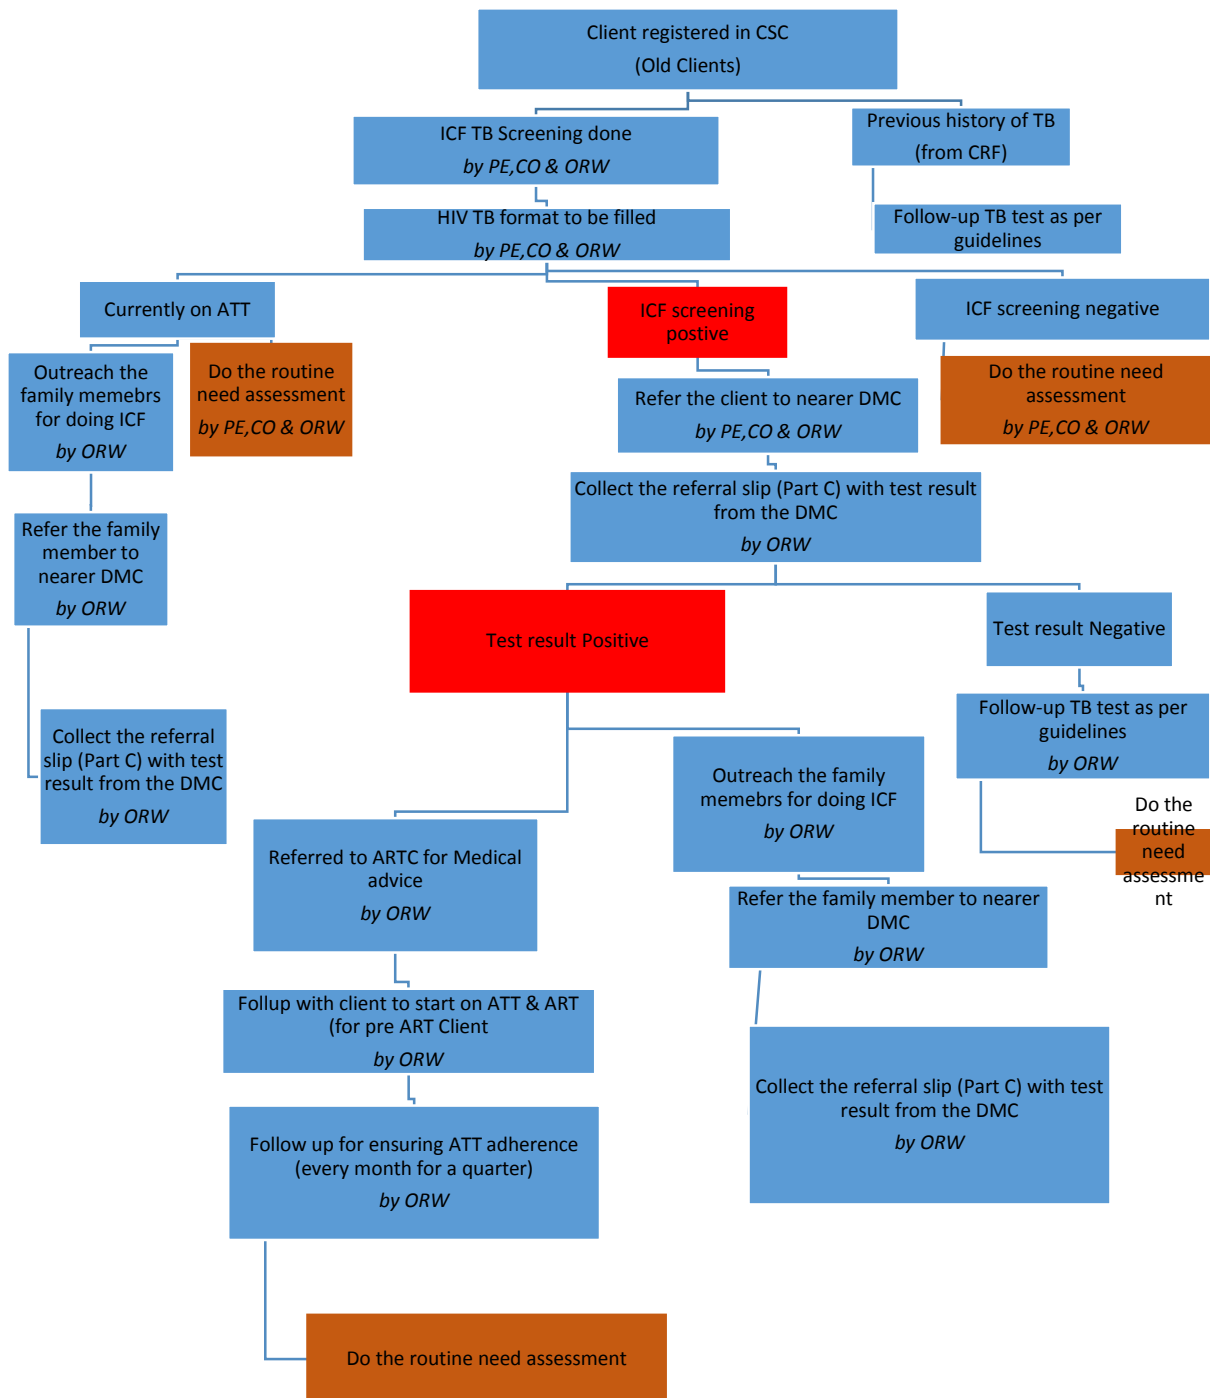 Client registered in CSC
(Old Clients)
ICF TB Screening done
by PE,CO & ORW
Previous history of TB
(from CRF)
HIV TB format to be filled
by PE,CO & ORW
Follow-up TB test as per
guidelines
Currently on ATT
ICF screening
postive
ICF screening negative
Outreach the
family memebrs
for doing ICF
by ORW
Do the routine
need assessment
by PE,CO & ORW
Refer the client to nearer DMC
by PE,CO & ORW
Do the routine need
assessment
by PE,CO & ORW
Collect the referral slip (Part C) with test result
from the DMC
by ORW
Refer the family
member to
nearer DMC
by ORW
Test result Positive
Test result Negative
Collect the referral
slip (Part C) with test
result from the DMC
by ORW
Follow-up TB test as per
guidelines
by ORW
Outreach the family
memebrs for doing ICF
by ORW
Do the
routine
need
assessme
nt
Referred to ARTC for Medical
advice
by ORW
Refer the family member to nearer
DMC
by ORW
Follup with client to start on ATT & ART
(for pre ART Client
by ORW
Collect the referral slip (Part C) with test
result from the DMC
by ORW
Follow up for ensuring ATT adherence
(every month for a quarter)
by ORW
Do the routine need assessment